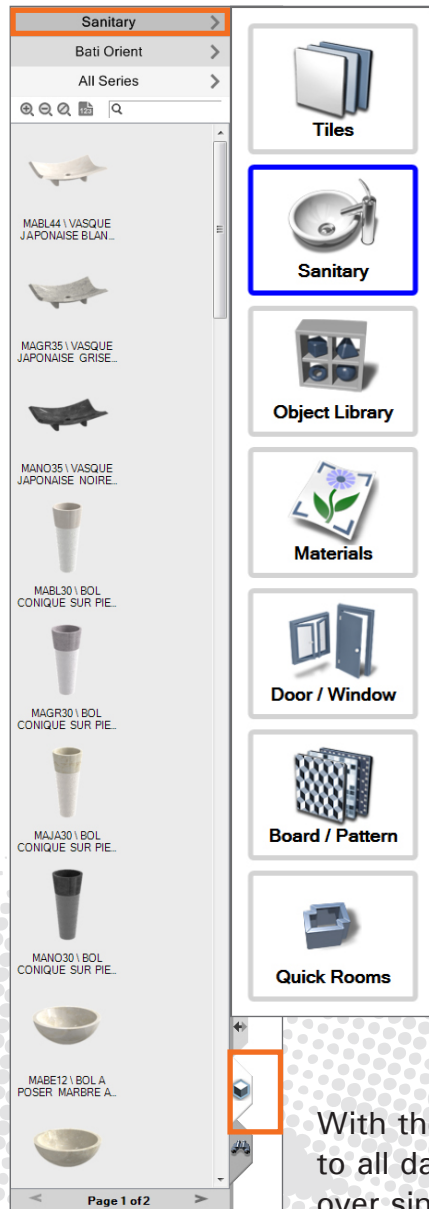 Sanitary
Bati Orient
All Series
123
MABL44 \ VASQUE
JAPONAISE BLAN...
MAGR35 \ VASQUE
JAPONAISE GRISE...
MANO35 \ VASQUE
JAPONAISE NOIRE...
MABL30 \ BOL
CONIQUE SUR PIE...
MAGR30 \ BOL
CONIQUE SUR PIE...
MAJA30 \ BOL
CONIQUE SUR PIE...
MANO30 \ BOL
CONIQUE SUR PIE...
MABE12 \ BOL A
POSER MARBRE A...
Page 1 of 2
Tiles
Sanitary
Object Library
Materials
Door / Window
Board / Pattern
Quick Rooms
With th
to all da
over sin